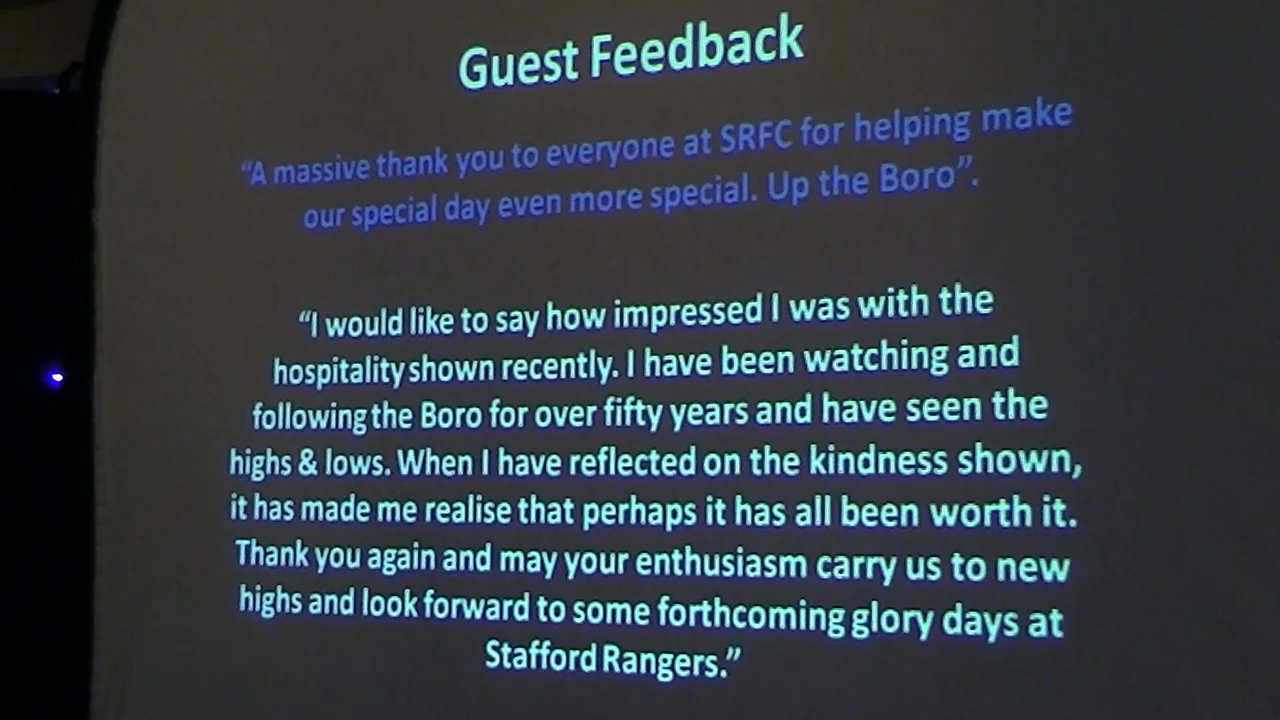 Guest Feedback
“A massive thank you to everyone at SRFC for helping make
our special day even more special. Up the Boro”.
“I would like to say how impressed I was with the
hospitality shown recently. I have been watching and
following the Boro for over fifty years and have seen the
highs & lows. When I have reflected on the kindness shown,
it has made me realise that perhaps it has all been worth it.
Thank you again and may your enthusiasm carry us to new
highs and look forward to some forthcoming glory days at
Stafford Rangers.”